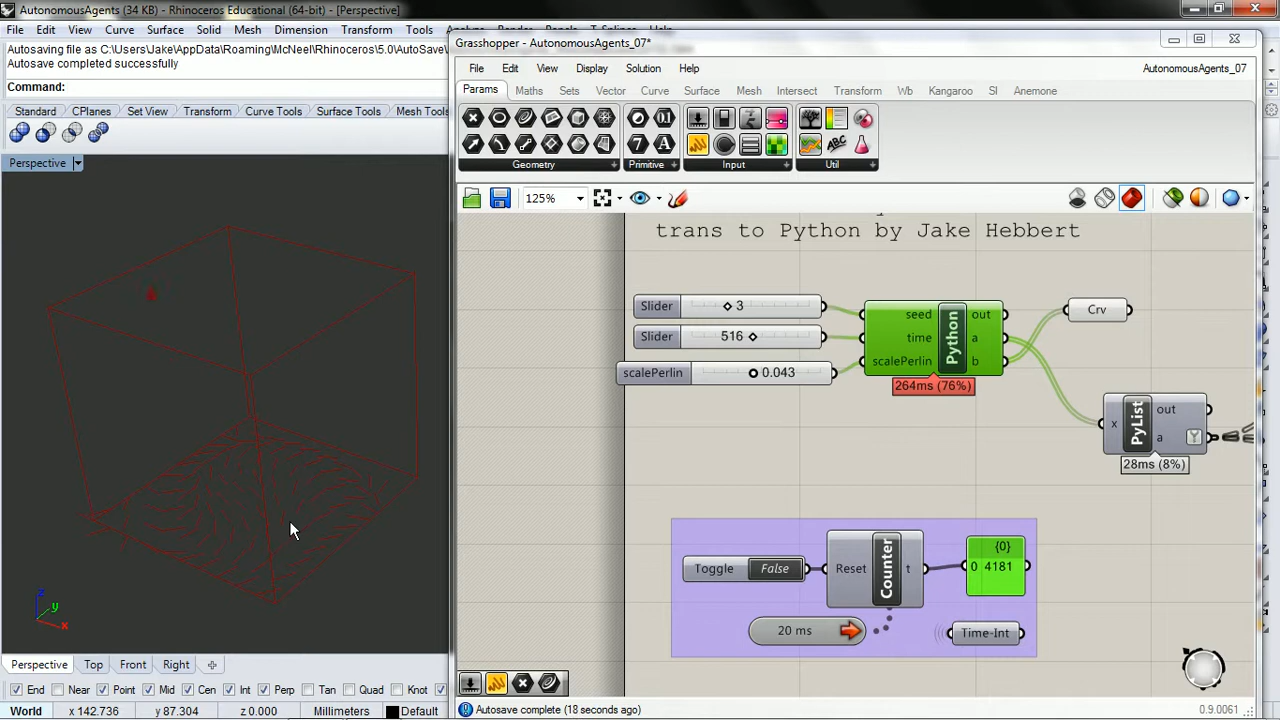 AutonomousAgents (34 KB) - Rhinoceros Educational (64-bit) - [Perspective]
File Edit View Curve Surface Solid Mesh Dimension Transform Tools
Autosaving file as C:\Users\Jake\AppData\Roaming\McNeel\Rhinoceros\5.0\AutoSave\
Autosave completed successfully
Command:
Standard CPlanes Set View Transform Curve Tools Surface Tools Mesh Tools
Perspective
z y x
Perspective Top Front Right
End Near Point Mid Cen Int Perp Tan Quad Knot
World x 142.736 y 87.304 z 0.000 Millimeters Default
Grasshopper - AutonomousAgents_07*
File Edit View Display Solution Help AutonomousAgents_07
Params Maths Sets Vector Curve Surface Mesh Intersect Transform Wb Kangaroo SI Anemone
Geometry Primitive Input Util
125%
trans to Python by Jake Hebbert
Slider 3
Slider 516
scalePerlin 0.043
seed out
time Python a
scalePerlin b
264ms (76%)
Crv
x PyList out
a
28ms (8%)
Toggle False
Reset Counter t
{0}
0 4181
20 ms
Time-Int
Autosave complete (18 seconds ago)
0.9.0061